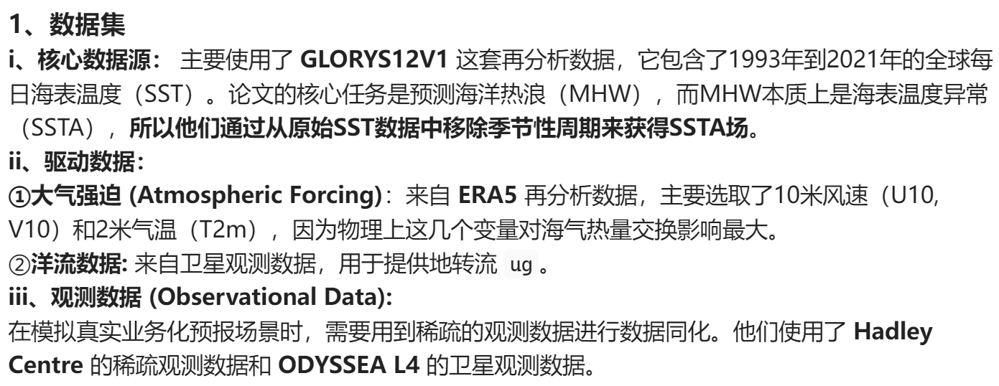 1、数据集
i、核心数据源： 主要使用了 GLORYS12V1 这套再分析数据，它包含了1993年到2021年的全球每
日海表温度（SST）。论文的核心任务是预测海洋热浪（MHW），而MHW本质上是海表温度异常
（SSTA），所以他们通过从原始SST数据中移除季节性周期来获得SSTA场。
ii、驱动数据：
①大气强迫 (Atmospheric Forcing)：来自 ERA5 再分析数据，主要选取了10米风速（U10,
V10）和2米气温（T2m），因为物理上这几个变量对海气热量交换影响最大。
②洋流数据: 来自卫星观测数据，用于提供地转流 ug 。
iii、观测数据 (Observational Data):
在模拟真实业务化预报场景时，需要用到稀疏的观测数据进行数据同化。他们使用了 Hadley
Centre 的稀疏观测数据和 ODYSSEA L4 的卫星观测数据。